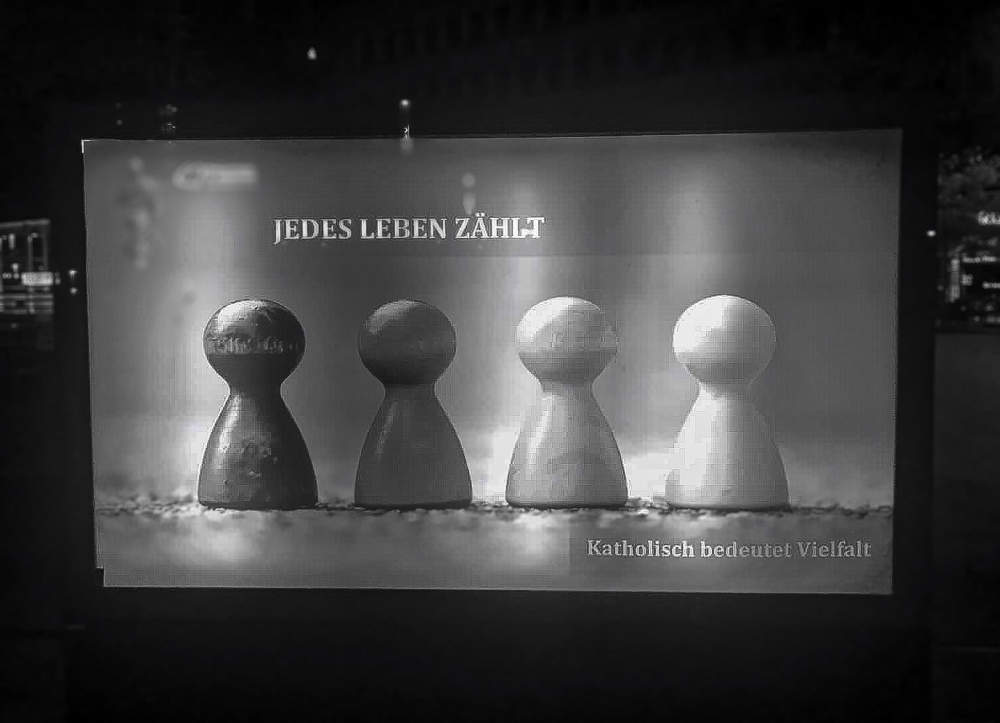 JEDES LEBEN ZÄHLT
Katholisch bedeutet Vielfalt